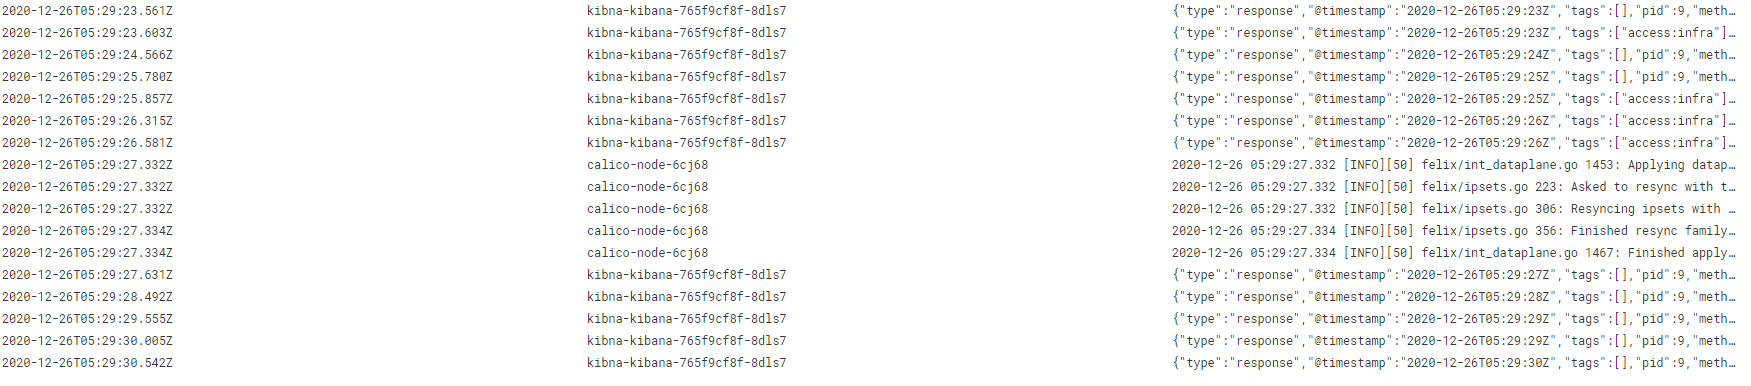 2020-12-26T05:29:23.561Z kibna-kibana-765f9cf8f-8dls7 {"type":"response","@timestamp":"2020-12-26T05:29:23Z","tags":[],"pid":9,"meth…
2020-12-26T05:29:23.603Z kibna-kibana-765f9cf8f-8dls7 {"type":"response","@timestamp":"2020-12-26T05:29:23Z","tags":["access:infra"]…
2020-12-26T05:29:24.566Z kibna-kibana-765f9cf8f-8dls7 {"type":"response","@timestamp":"2020-12-26T05:29:24Z","tags":[],"pid":9,"meth…
2020-12-26T05:29:25.780Z kibna-kibana-765f9cf8f-8dls7 {"type":"response","@timestamp":"2020-12-26T05:29:25Z","tags":[],"pid":9,"meth…
2020-12-26T05:29:25.857Z kibna-kibana-765f9cf8f-8dls7 {"type":"response","@timestamp":"2020-12-26T05:29:25Z","tags":["access:infra"]…
2020-12-26T05:29:26.315Z kibna-kibana-765f9cf8f-8dls7 {"type":"response","@timestamp":"2020-12-26T05:29:26Z","tags":["access:infra"]…
2020-12-26T05:29:26.581Z kibna-kibana-765f9cf8f-8dls7 {"type":"response","@timestamp":"2020-12-26T05:29:26Z","tags":["access:infra"]…
2020-12-26T05:29:27.332Z calico-node-6cj68 2020-12-26 05:29:27.332 [INFO][50] felix/int_dataplane.go 1453: Applying datap…
2020-12-26T05:29:27.332Z calico-node-6cj68 2020-12-26 05:29:27.332 [INFO][50] felix/ipsets.go 223: Asked to resync with t…
2020-12-26T05:29:27.332Z calico-node-6cj68 2020-12-26 05:29:27.332 [INFO][50] felix/ipsets.go 306: Resyncing ipsets with …
2020-12-26T05:29:27.334Z calico-node-6cj68 2020-12-26 05:29:27.334 [INFO][50] felix/ipsets.go 356: Finished resync family…
2020-12-26T05:29:27.334Z calico-node-6cj68 2020-12-26 05:29:27.334 [INFO][50] felix/int_dataplane.go 1467: Finished apply…
2020-12-26T05:29:27.631Z kibna-kibana-765f9cf8f-8dls7 {"type":"response","@timestamp":"2020-12-26T05:29:27Z","tags":[],"pid":9,"meth…
2020-12-26T05:29:28.492Z kibna-kibana-765f9cf8f-8dls7 {"type":"response","@timestamp":"2020-12-26T05:29:28Z","tags":[],"pid":9,"meth…
2020-12-26T05:29:29.555Z kibna-kibana-765f9cf8f-8dls7 {"type":"response","@timestamp":"2020-12-26T05:29:29Z","tags":[],"pid":9,"meth…
2020-12-26T05:29:30.005Z kibna-kibana-765f9cf8f-8dls7 {"type":"response","@timestamp":"2020-12-26T05:29:29Z","tags":[],"pid":9,"meth…
2020-12-26T05:29:30.542Z kibna-kibana-765f9cf8f-8dls7 {"type":"response","@timestamp":"2020-12-26T05:29:30Z","tags":[],"pid":9,"meth…